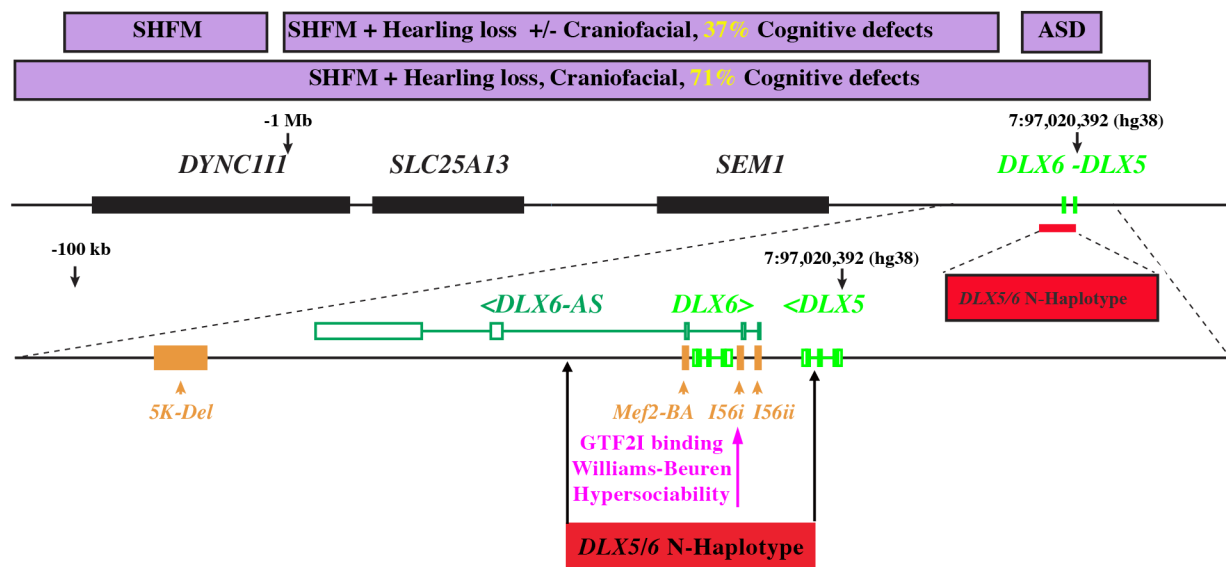 SHFM
SHFM + Hearling loss +/- Craniofacial, 37% Cognitive defects
ASD
SHFM + Hearling loss, Craniofacial, 71% Cognitive defects
-1 Mb
7:97,020,392 (hg38)
DYNC1I1
SLC25A13
SEM1
DLX6 -DLX5
-100 kb
7:97,020,392 (hg38)
DLX5/6 N-Haplotype
<DLX6-AS
DLX6>
<DLX5
5K-Del
Mef2-BA
I56i
I56ii
GTF2I binding
Williams-Beuren
Hypersociability
DLX5/6 N-Haplotype